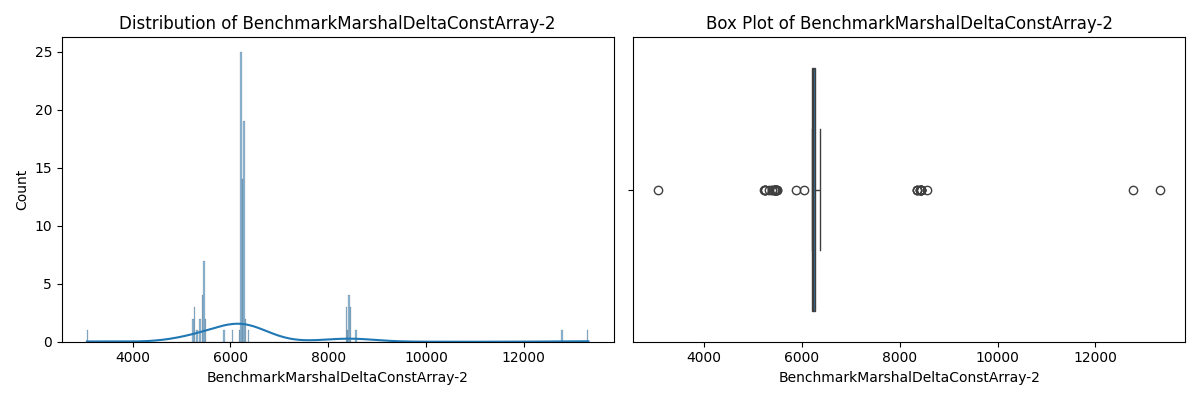 Distribution of BenchmarkMarshalDeltaConstArray-2
25
20
15
10
5
0
Count
4000 6000 8000 10000 12000
BenchmarkMarshalDeltaConstArray-2
Box Plot of BenchmarkMarshalDeltaConstArray-2
4000 6000 8000 10000 12000
BenchmarkMarshalDeltaConstArray-2